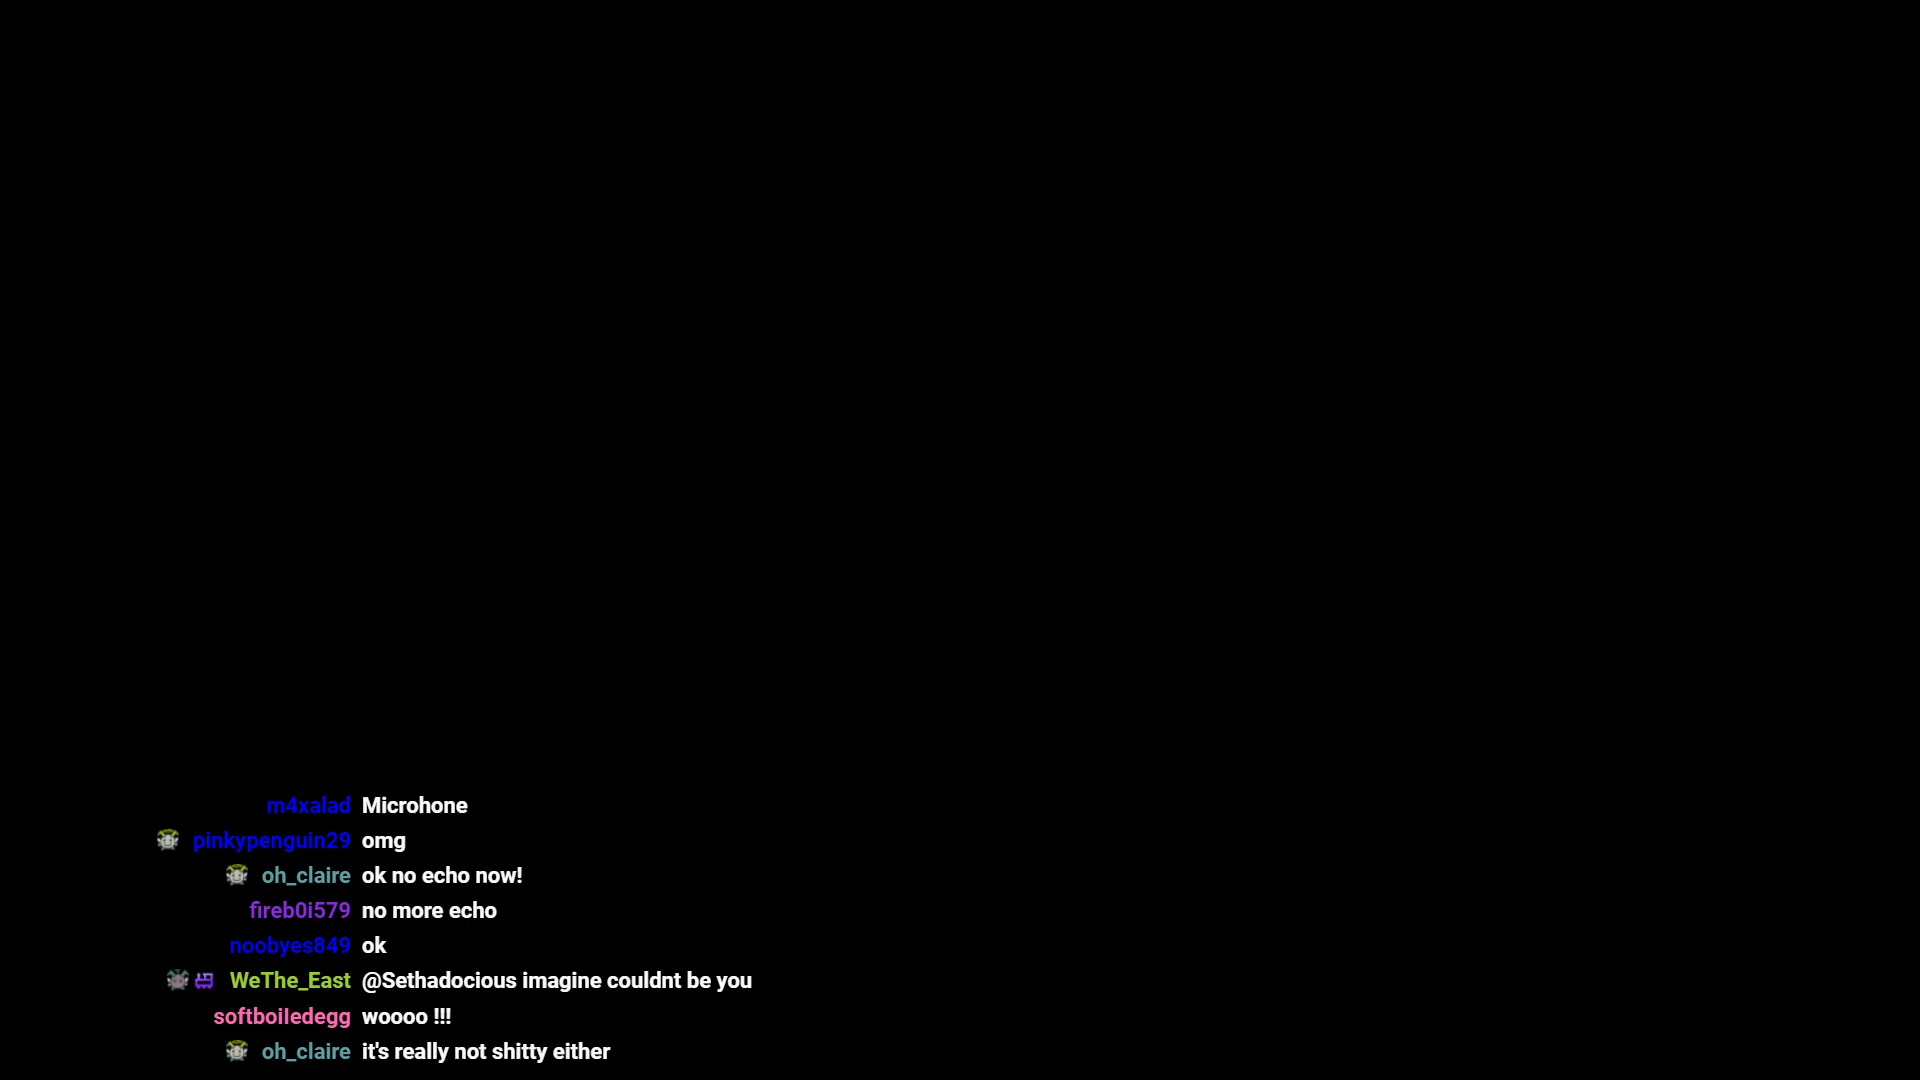 m4xalad Microhone
pinkypenguin29 omg
oh_claire ok no echo now!
fireb0i579 no more echo
noobyes849 ok
WeThe_East @Sethadocious imagine couldnt be you
softboiledegg woooo !!!
oh_claire it's really not shitty either